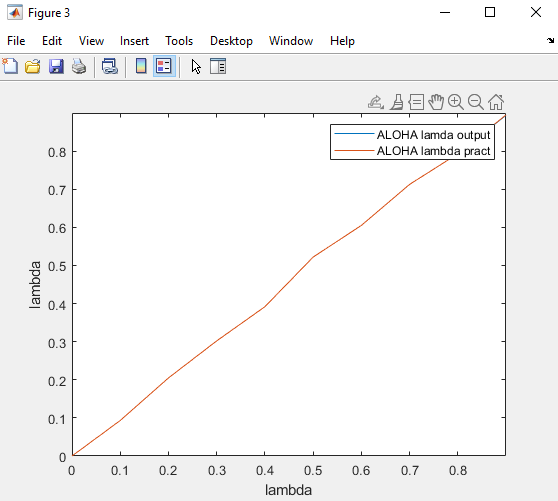 Figure 3
File Edit View Insert Tools Desktop Window Help
ALOHA lamda output
ALOHA lambda pract
0.8
0.7
0.6
0.5
0.4
0.3
0.2
0.1
0
lambda
0 0.1 0.2 0.3 0.4 0.5 0.6 0.7 0.8
lambda